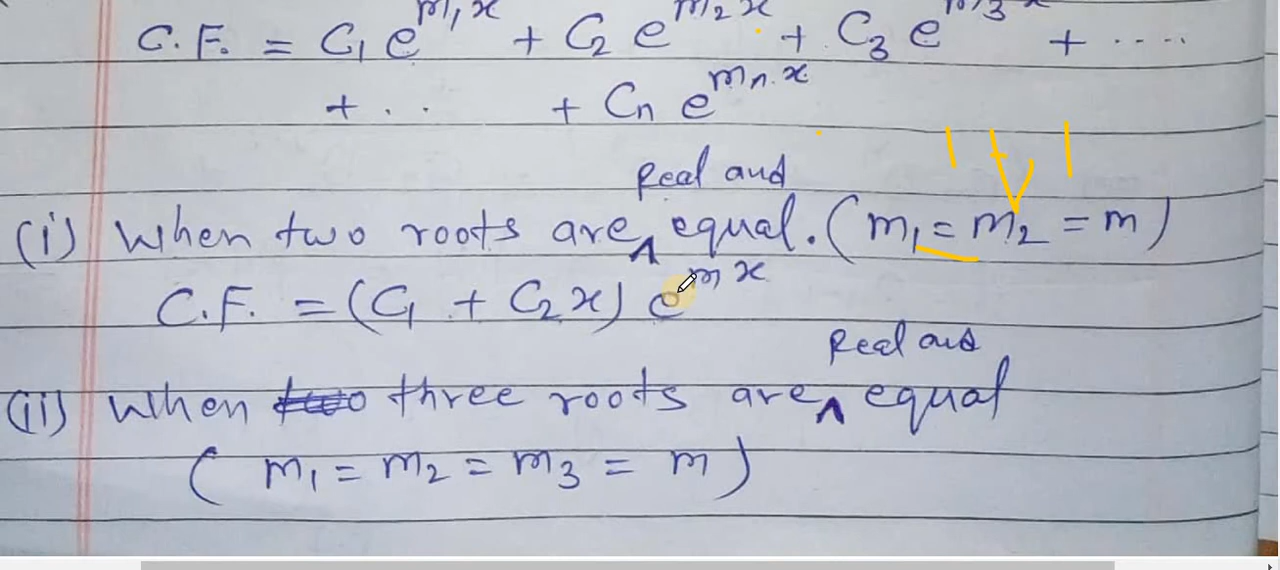 C.F. = C₁ e^{m₁x} + C₂ e^{m₂x} + C₃ e^{m₃x} + ....
+ .. + Cn e^{mn.x}
Real and
(i) When two roots are ∧ equal. (m₁ = m₂ = m)
C.F. = (C₁ + C₂x) e^{mx}
Real and
(ii) When three roots are ∧ equal
(m₁ = m₂ = m₃ = m)